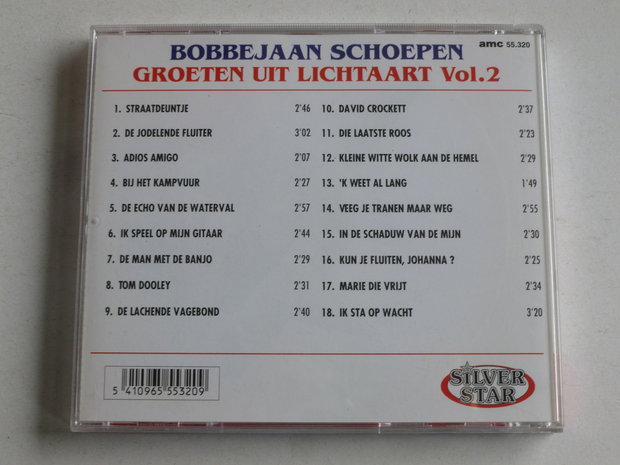 amc 55.320
BOBBEJAAN SCHOEPEN
GROETEN UIT LICHTAART Vol.2
1. STRAATDEUNTJE 2'46
2. DE JODELENDE FLUITER 3'02
3. ADIOS AMIGO 2'07
4. BIJ HET KAMPVUUR 2'27
5. DE ECHO VAN DE WATERVAL 2'57
6. IK SPEEL OP MIJN GITAAR 2'44
7. DE MAN MET DE BANJO 2'29
8. TOM DOOLEY 2'31
9. DE LACHENDE VAGEBOND 2'40
10. DAVID CROCKETT 2'37
11. DIE LAATSTE ROOS 2'23
12. KLEINE WITTE WOLK AAN DE HEMEL 2'29
13. 'K WEET AL LANG 1'49
14. VEEG JE TRANEN MAAR WEG 2'55
15. IN DE SCHADUW VAN DE MIJN 2'30
16. KUN JE FLUITEN, JOHANNA ? 2'25
17. MARIE DIE VRIJT 2'34
18. IK STA OP WACHT 3'20
5 410965 553209
SILVER
STAR